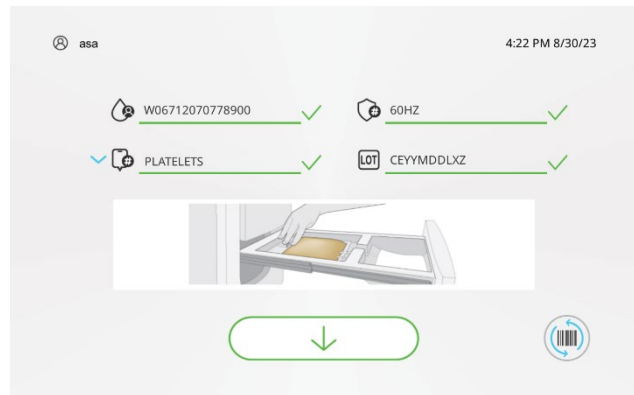 asa
4:22 PM 8/30/23
W06712070778900
60HZ
PLATELETS
LOT
CEYYMDDLXZ